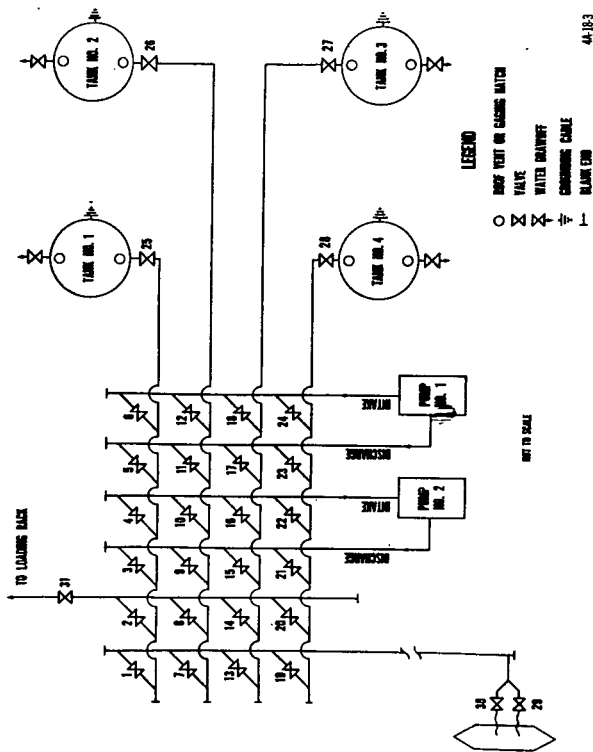 TANK NO. 2
26
27
TANK NO. 3
TANK NO. 1
25
28
TANK NO. 4
TO LOADING RACK
31
1 2 3 4 5 6
7 8 9 10 11 12
13 14 15 16 17 18
19 20 21 22 23 24
DISCHARGE
INTAKE
DISCHARGE
INTAKE
PUMP NO. 2
PUMP NO. 1
30
29
NOT TO SCALE
LEGEND
ROOF VENT OR GAGING HATCH
VALVE
WATER DRAWOFF
GROUNDING CABLE
BLANK END
4A-18-3